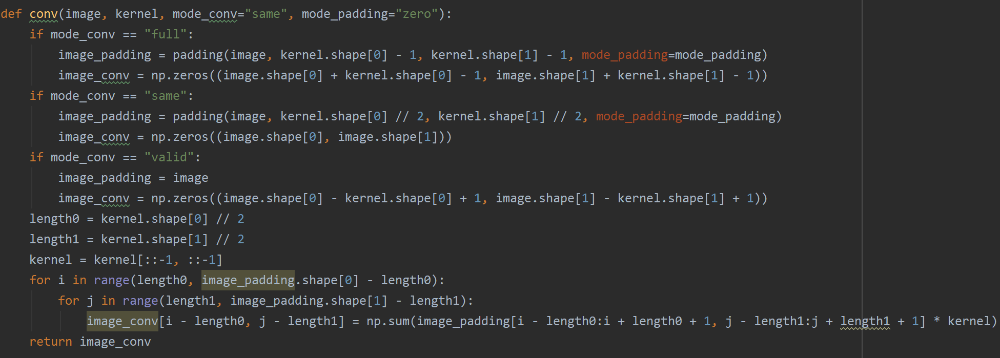 def conv(image, kernel, mode_conv="same", mode_padding="zero"):
    if mode_conv == "full":
        image_padding = padding(image, kernel.shape[0] - 1, kernel.shape[1] - 1, mode_padding=mode_padding)
        image_conv = np.zeros((image.shape[0] + kernel.shape[0] - 1, image.shape[1] + kernel.shape[1] - 1))
    if mode_conv == "same":
        image_padding = padding(image, kernel.shape[0] // 2, kernel.shape[1] // 2, mode_padding=mode_padding)
        image_conv = np.zeros((image.shape[0], image.shape[1]))
    if mode_conv == "valid":
        image_padding = image
        image_conv = np.zeros((image.shape[0] - kernel.shape[0] + 1, image.shape[1] - kernel.shape[1] + 1))
    length0 = kernel.shape[0] // 2
    length1 = kernel.shape[1] // 2
    kernel = kernel[::-1, ::-1]
    for i in range(length0, image_padding.shape[0] - length0):
        for j in range(length1, image_padding.shape[1] - length1):
            image_conv[i - length0, j - length1] = np.sum(image_padding[i - length0:i + length0 + 1, j - length1:j + length1 + 1] * kernel)
    return image_conv